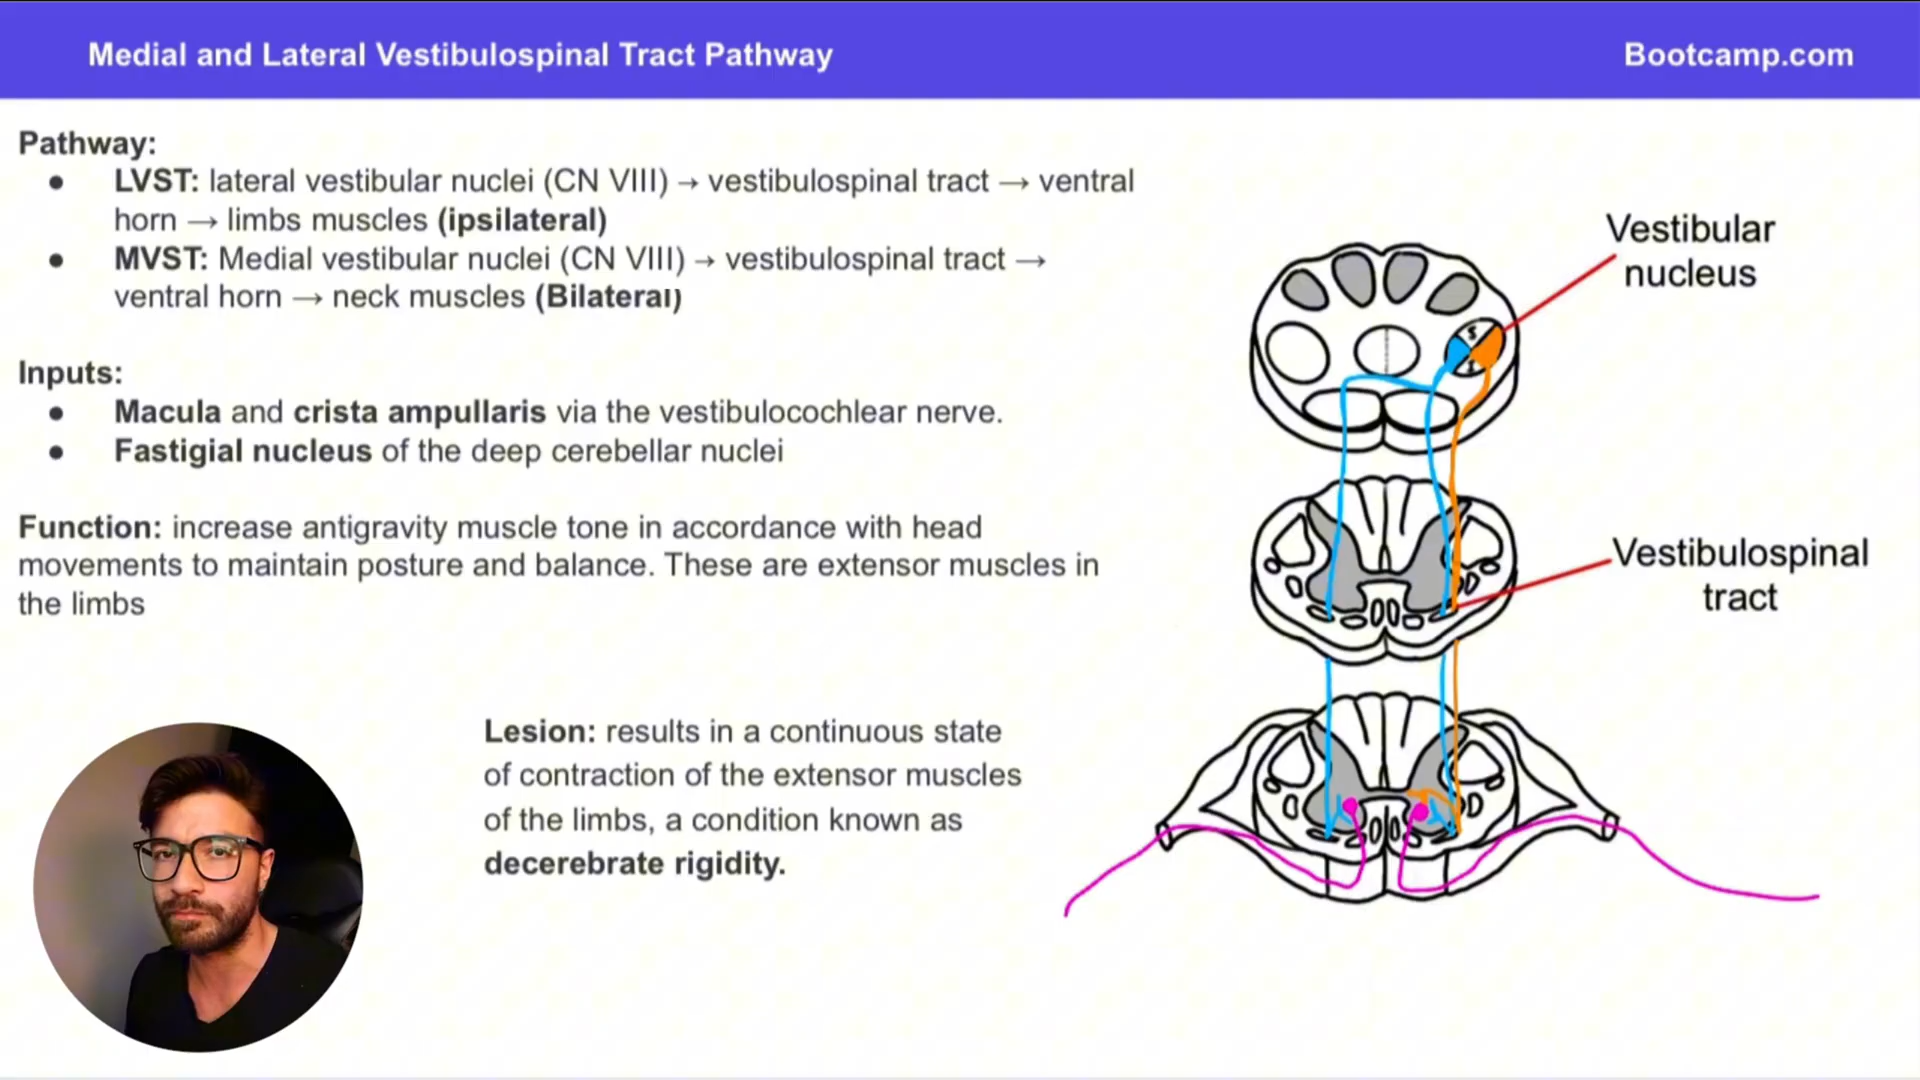 Medial and Lateral Vestibulospinal Tract Pathway
Bootcamp.com
Pathway:
● LVST: lateral vestibular nuclei (CN VIII) → vestibulospinal tract → ventral
horn → limbs muscles (ipsilateral)
● MVST: Medial vestibular nuclei (CN VIII) → vestibulospinal tract →
ventral horn → neck muscles (Bilateral)
Inputs:
● Macula and crista ampullaris via the vestibulocochlear nerve.
● Fastigial nucleus of the deep cerebellar nuclei
Function: increase antigravity muscle tone in accordance with head
movements to maintain posture and balance. These are extensor muscles in
the limbs
Lesion: results in a continuous state
of contraction of the extensor muscles
of the limbs, a condition known as
decerebrate rigidity.
Vestibular
nucleus
S
Vestibulospinal
tract